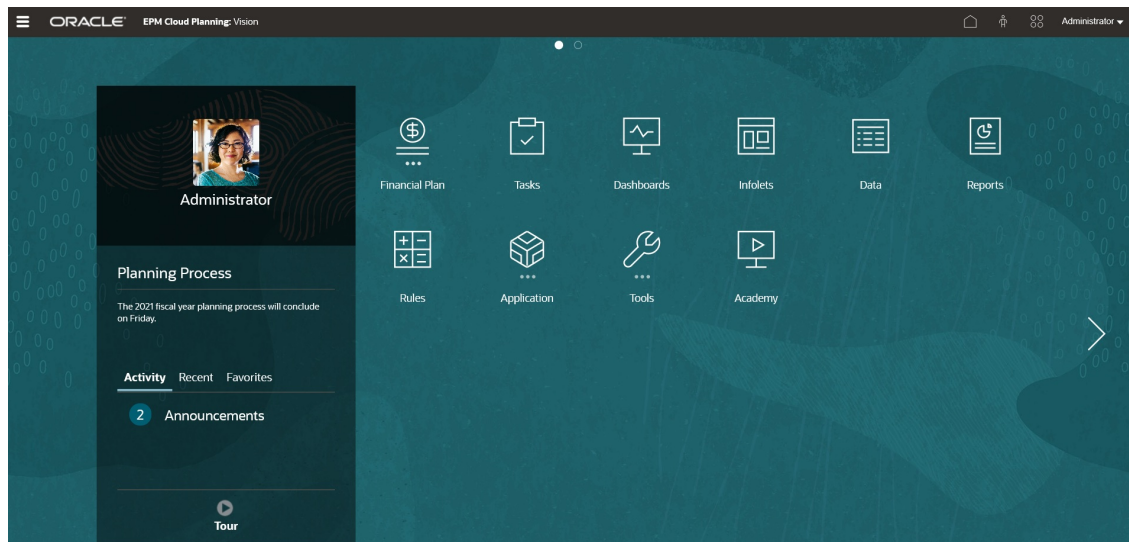 ORACLE EPM Cloud Planning: Vision Administrator
Administrator
Planning Process
The 2021 fiscal year planning process will conclude
on Friday.
Activity Recent Favorites
2 Announcements
Tour
Financial Plan Tasks Dashboards Infolets Data Reports
Rules Application Tools Academy